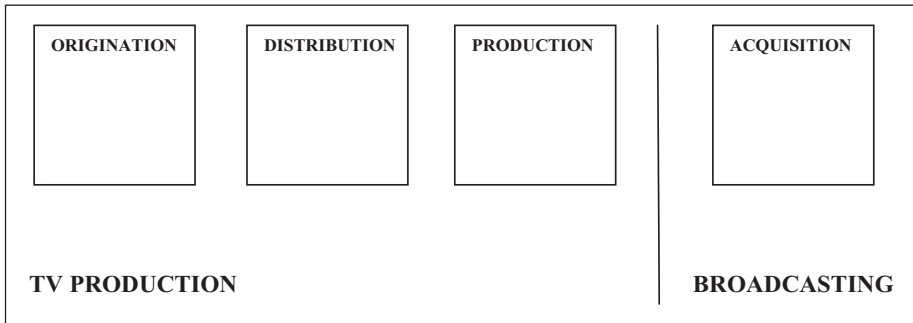 ORIGINATION
DISTRIBUTION
PRODUCTION
ACQUISITION
TV PRODUCTION
BROADCASTING